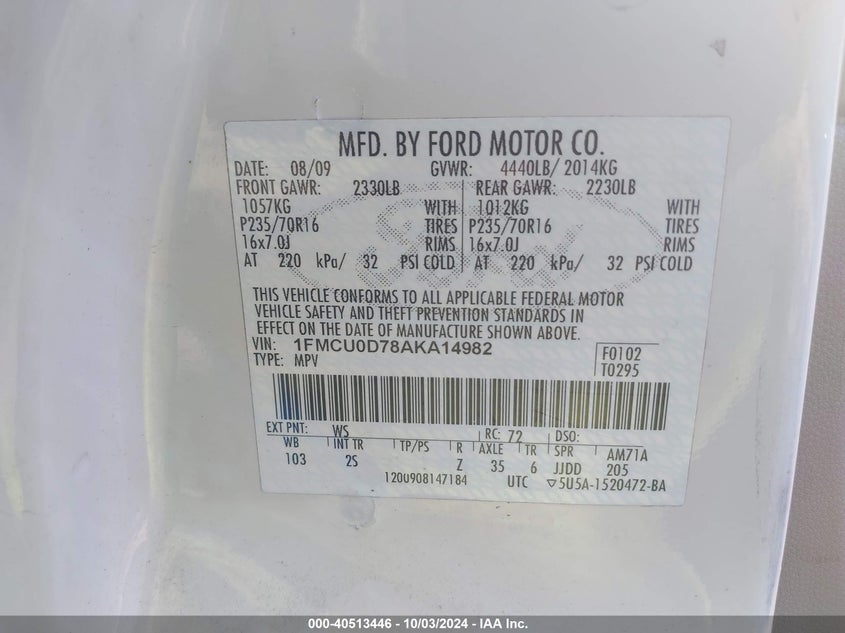 MFD. BY FORD MOTOR CO.
DATE: 08/09 GVWR: 4440LB/ 2014KG
FRONT GAWR: 2330LB REAR GAWR: 2230LB
1057KG WITH 1012KG WITH
P235/70R16 TIRES P235/70R16 TIRES
16x7.0J RIMS 16x7.0J RIMS
AT 220 kPa/ 32 PSI COLD AT 220 kPa/ 32 PSI COLD
THIS VEHICLE CONFORMS TO ALL APPLICABLE FEDERAL MOTOR
VEHICLE SAFETY AND THEFT PREVENTION STANDARDS IN
EFFECT ON THE DATE OF MANUFACTURE SHOWN ABOVE.
VIN: 1FMCU0D78AKA14982 F0102
TYPE: MPV T0295
EXT PNT: WS RC: 72 DSO:
WB INT TR TP/PS R AXLE TR SPR AM71A
103 2S Z 35 6 JJDD 205
120U908147184 UTC ▽5U5A-1520472-BA
Ford
000-40513446 - 10/03/2024 - IAA Inc.